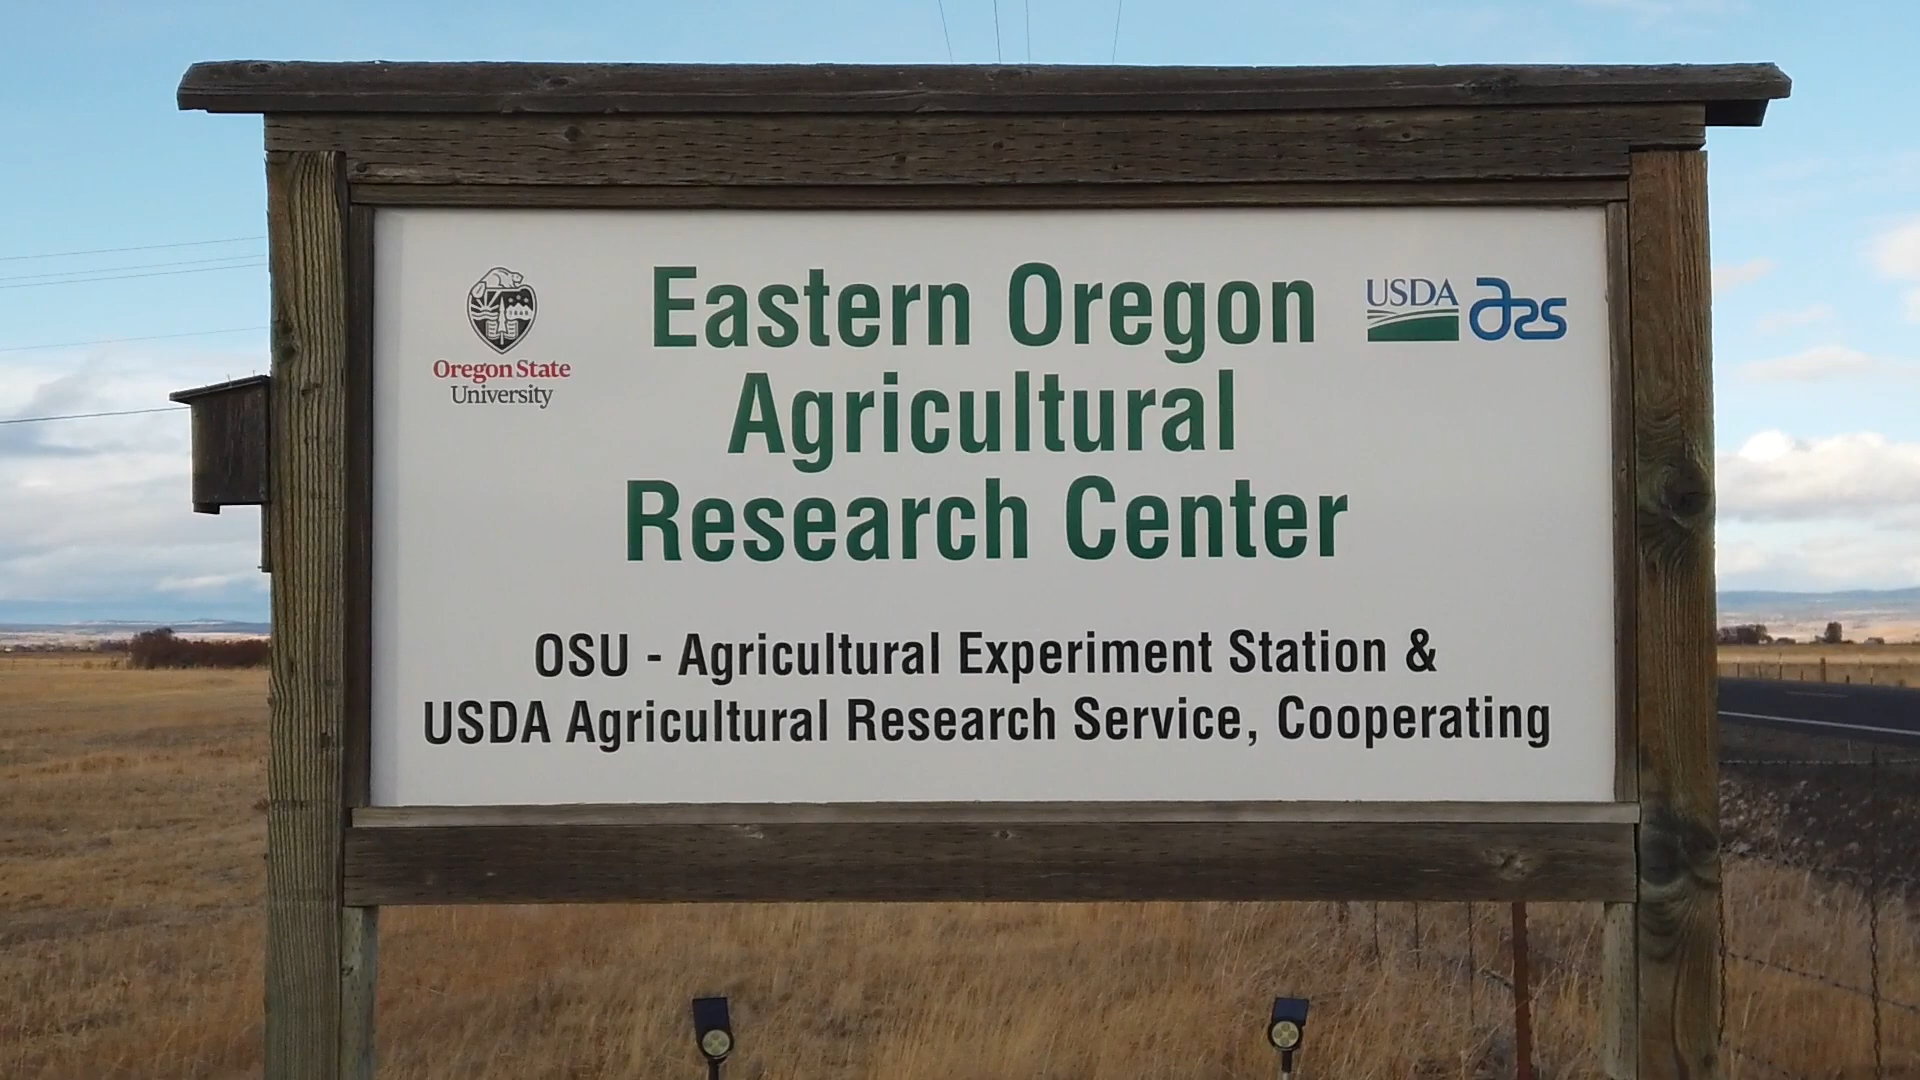 Eastern Oregon
Agricultural
Research Center
Oregon State
University
USDA ars
OSU - Agricultural Experiment Station &
USDA Agricultural Research Service, Cooperating